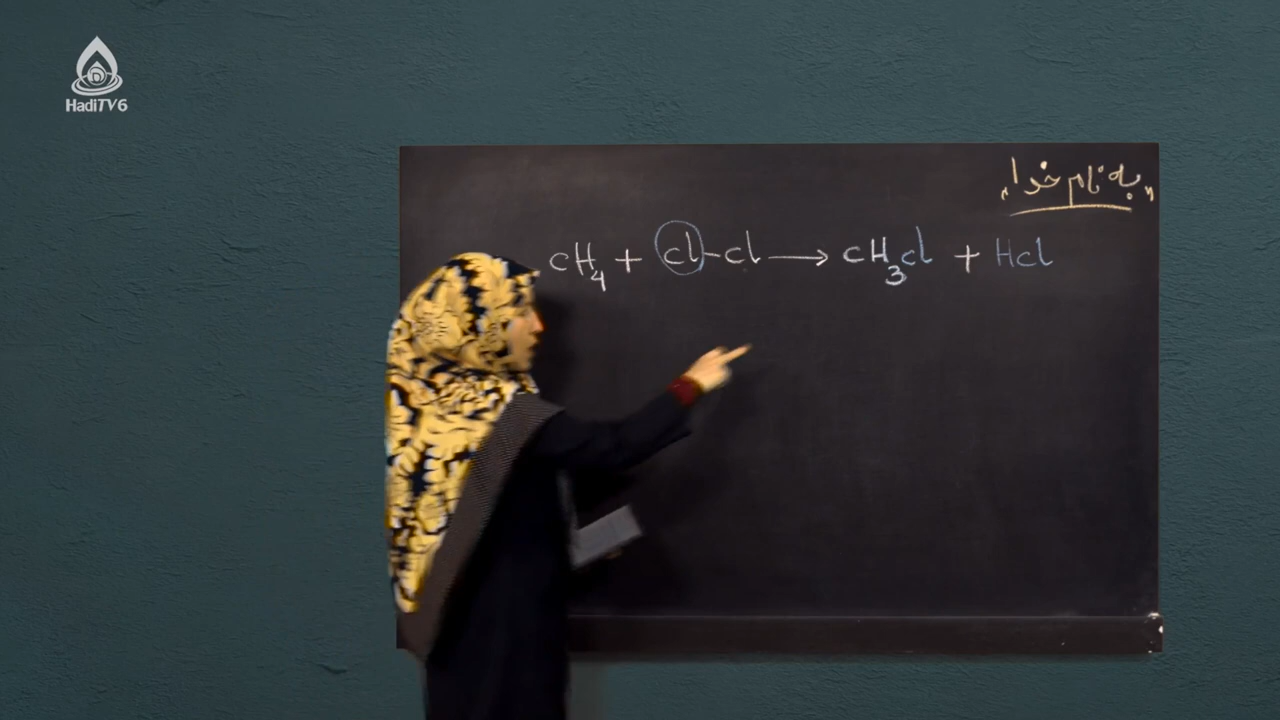 HadiTV6
"به نام خدا"
CH4 + Cl-Cl → CH3Cl + HCl